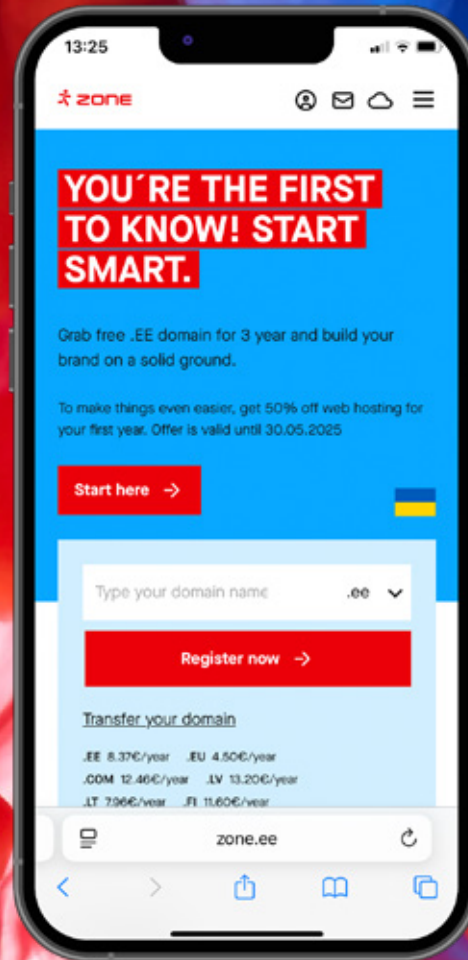 13:25
zone
YOU´RE THE FIRST
TO KNOW! START
SMART.
Grab free .EE domain for 3 year and build your
brand on a solid ground.
To make things even easier, get 50% off web hosting for
your first year. Offer is valid until 30.05.2025
Start here →
Type your domain name .ee
Register now →
Transfer your domain
.EE 8.37€/year .EU 4.50€/year
.COM 12.46€/year .LV 13.20€/year
.LT 7.96€/year .FI 11.60€/year
zone.ee